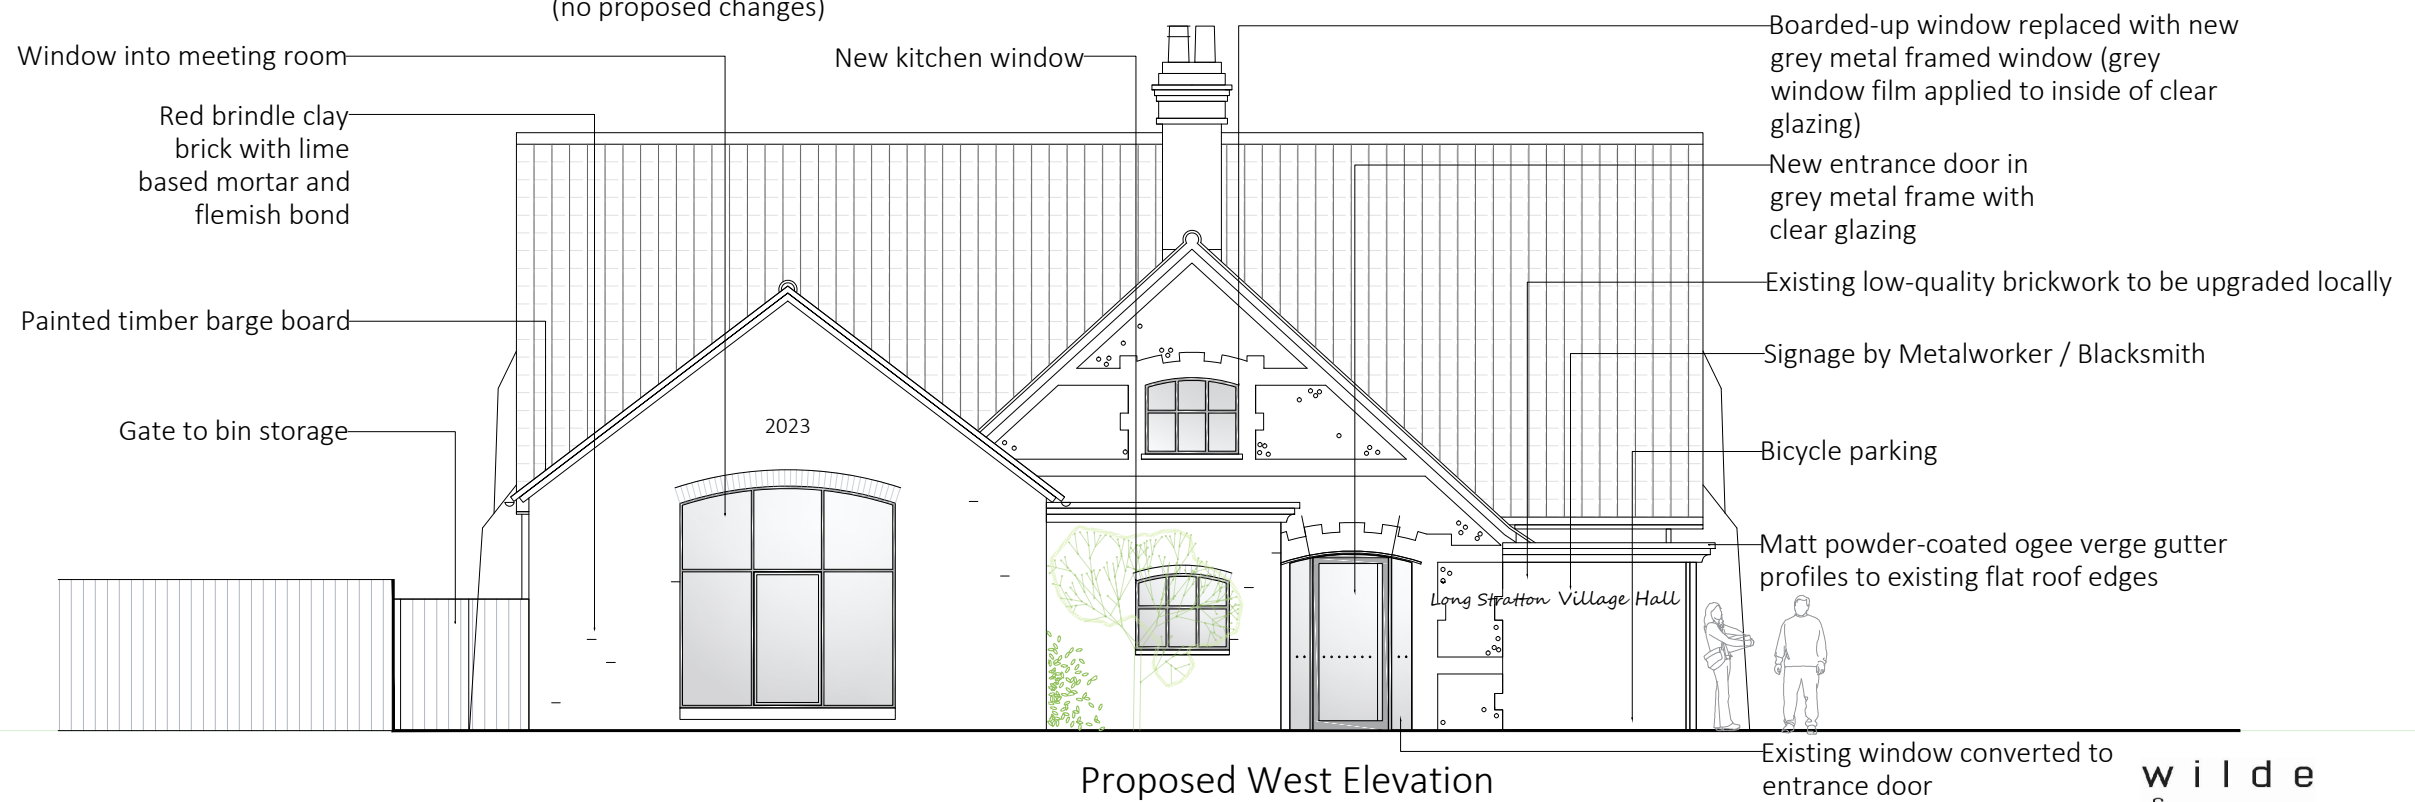 (no proposed changes)
Window into meeting room
Red brindle clay
brick with lime
based mortar and
flemish bond
Painted timber barge board
Gate to bin storage
New kitchen window
Boarded-up window replaced with new
grey metal framed window (grey
window film applied to inside of clear
glazing)
New entrance door in
grey metal frame with
clear glazing
Existing low-quality brickwork to be upgraded locally
Signage by Metalworker / Blacksmith
Bicycle parking
Matt powder-coated ogee verge gutter
profiles to existing flat roof edges
2023
Long Stratton Village Hall
Existing window converted to
entrance door
Proposed West Elevation
wilde